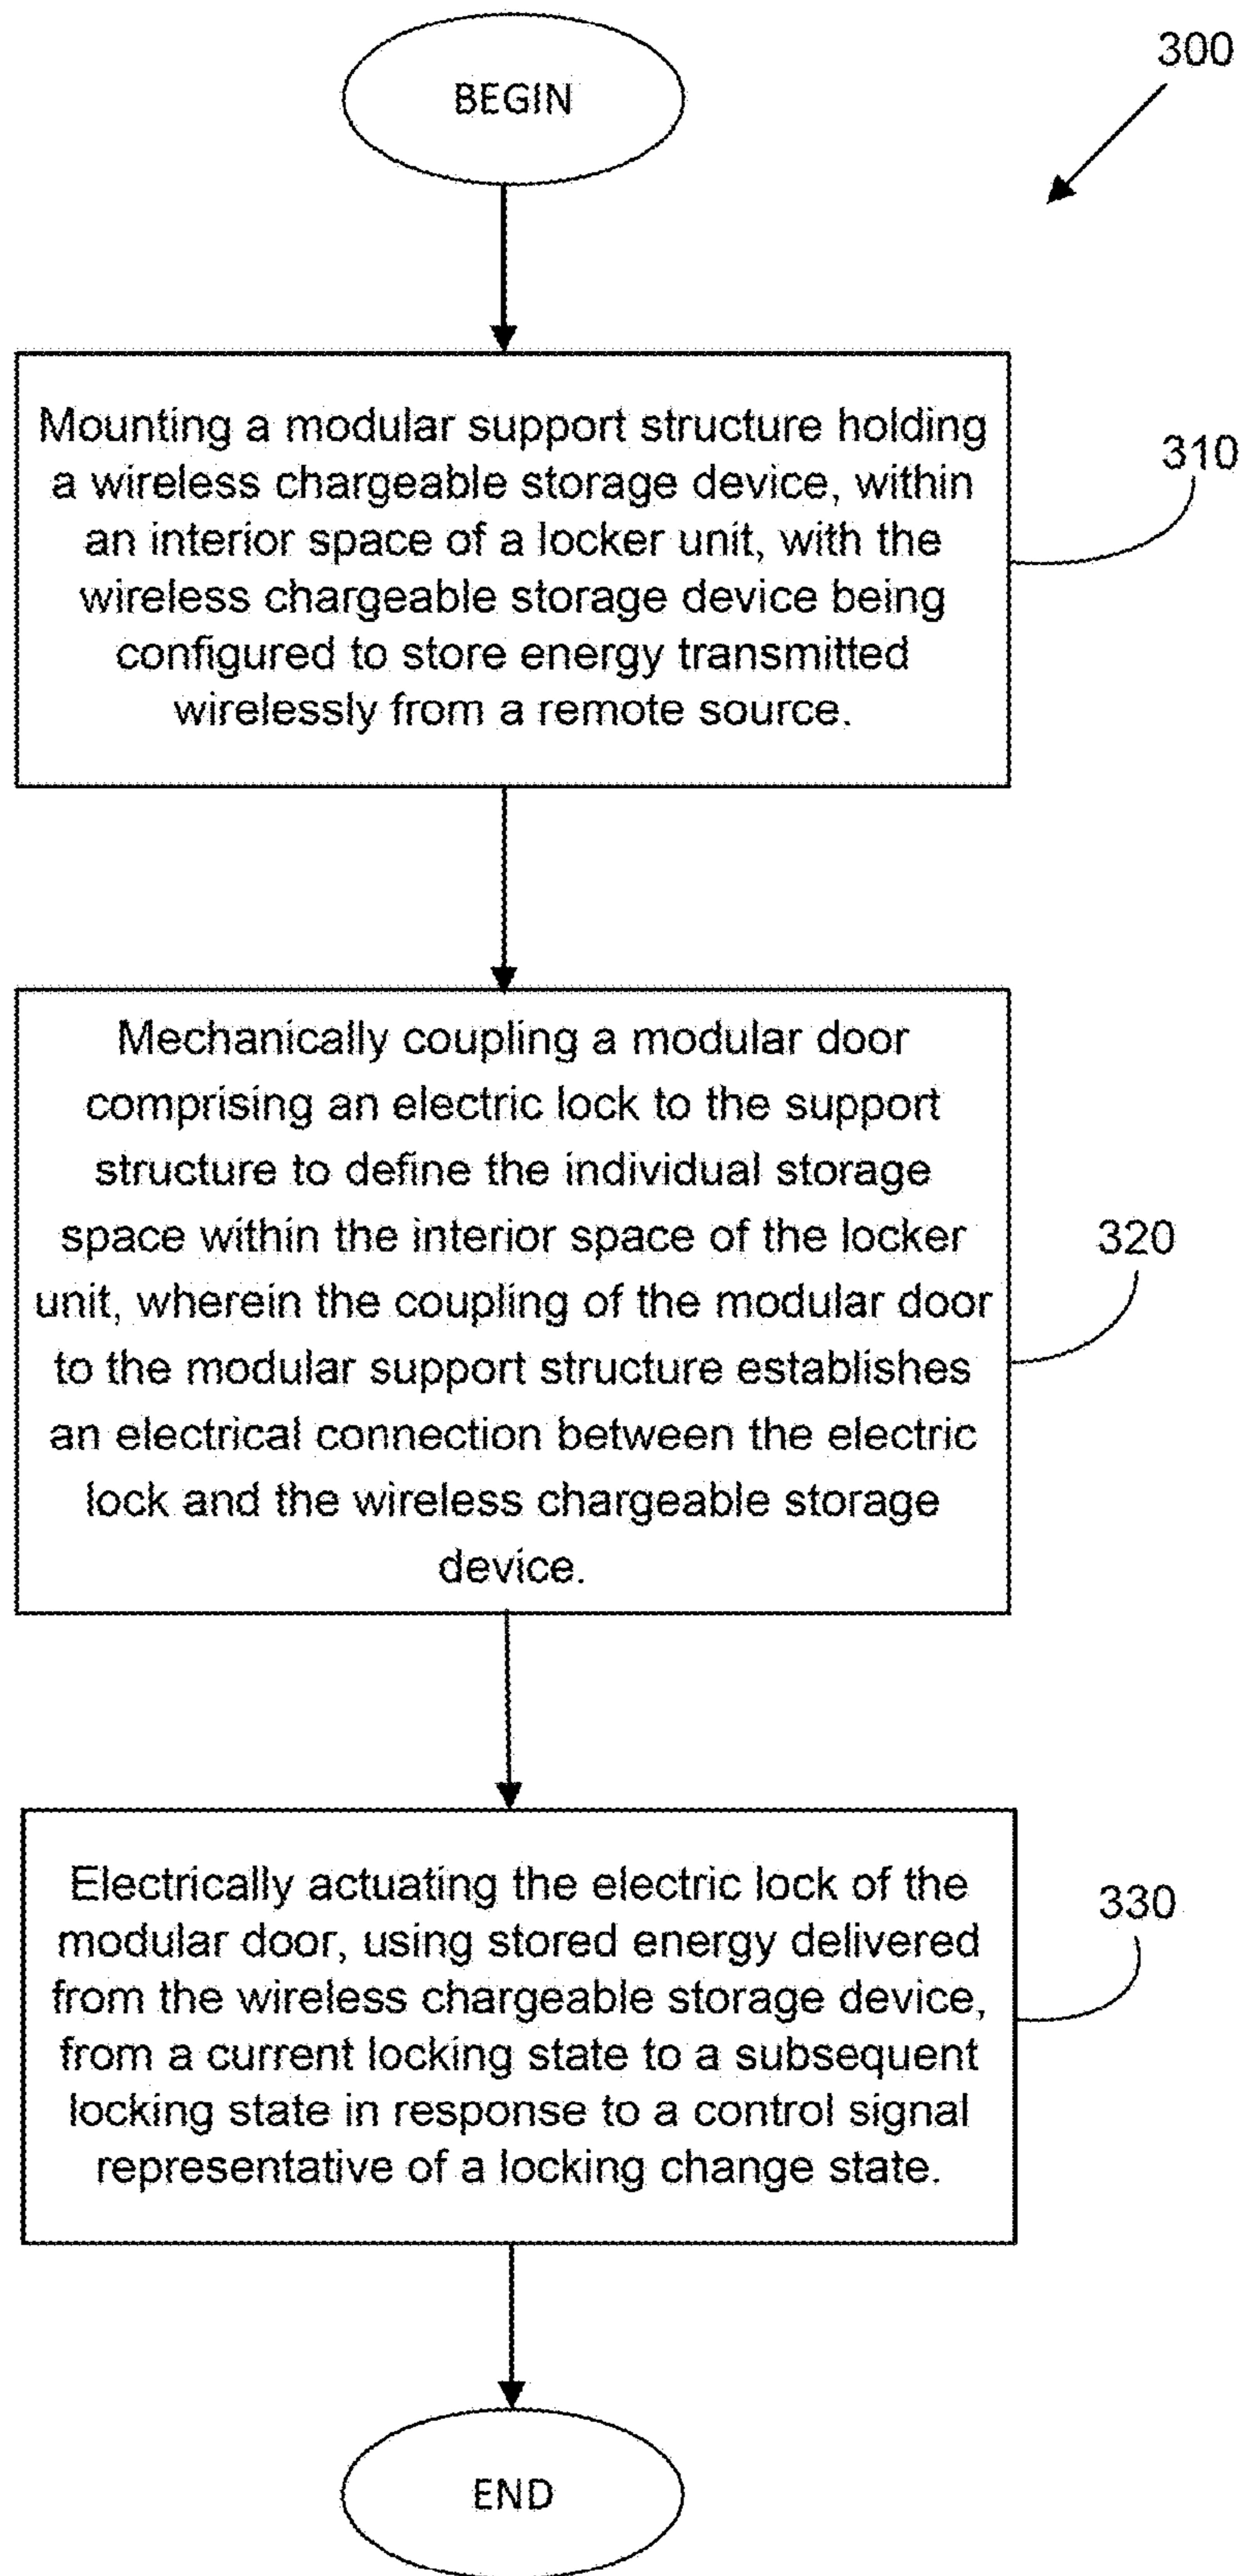 BEGIN
300
Mounting a modular support structure holding
a wireless chargeable storage device, within
an interior space of a locker unit, with the
wireless chargeable storage device being
configured to store energy transmitted
wirelessly from a remote source.
310
Mechanically coupling a modular door
comprising an electric lock to the support
structure to define the individual storage
space within the interior space of the locker
unit, wherein the coupling of the modular door
to the modular support structure establishes
an electrical connection between the electric
lock and the wireless chargeable storage
device.
320
Electrically actuating the electric lock of the
modular door, using stored energy delivered
from the wireless chargeable storage device,
from a current locking state to a subsequent
locking state in response to a control signal
representative of a locking change state.
330
END